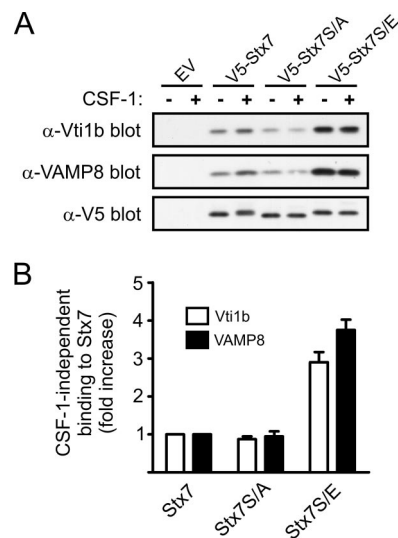 A
EV
V5-Stx7
V5-Stx7S/A
V5-Stx7S/E
CSF-1: - + - + - + - +
α-Vti1b blot
α-VAMP8 blot
α-V5 blot
B
CSF-1-independent
binding to Stx7
(fold increase)
5
4
3
2
1
Vti1b
VAMP8
Stx7
Stx7S/A
Stx7S/E